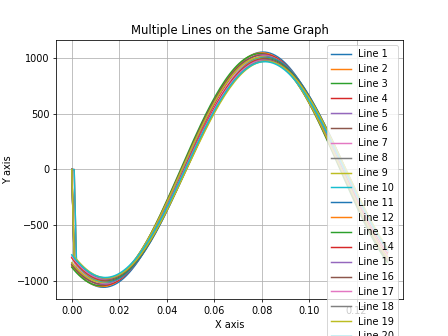 Multiple Lines on the Same Graph
1000
500
0
−500
−1000
Y axis
0.00
0.02
0.04
0.06
0.08
0.10
X axis
Line 1
Line 2
Line 3
Line 4
Line 5
Line 6
Line 7
Line 8
Line 9
Line 10
Line 11
Line 12
Line 13
Line 14
Line 15
Line 16
Line 17
Line 18
Line 19
Line 20